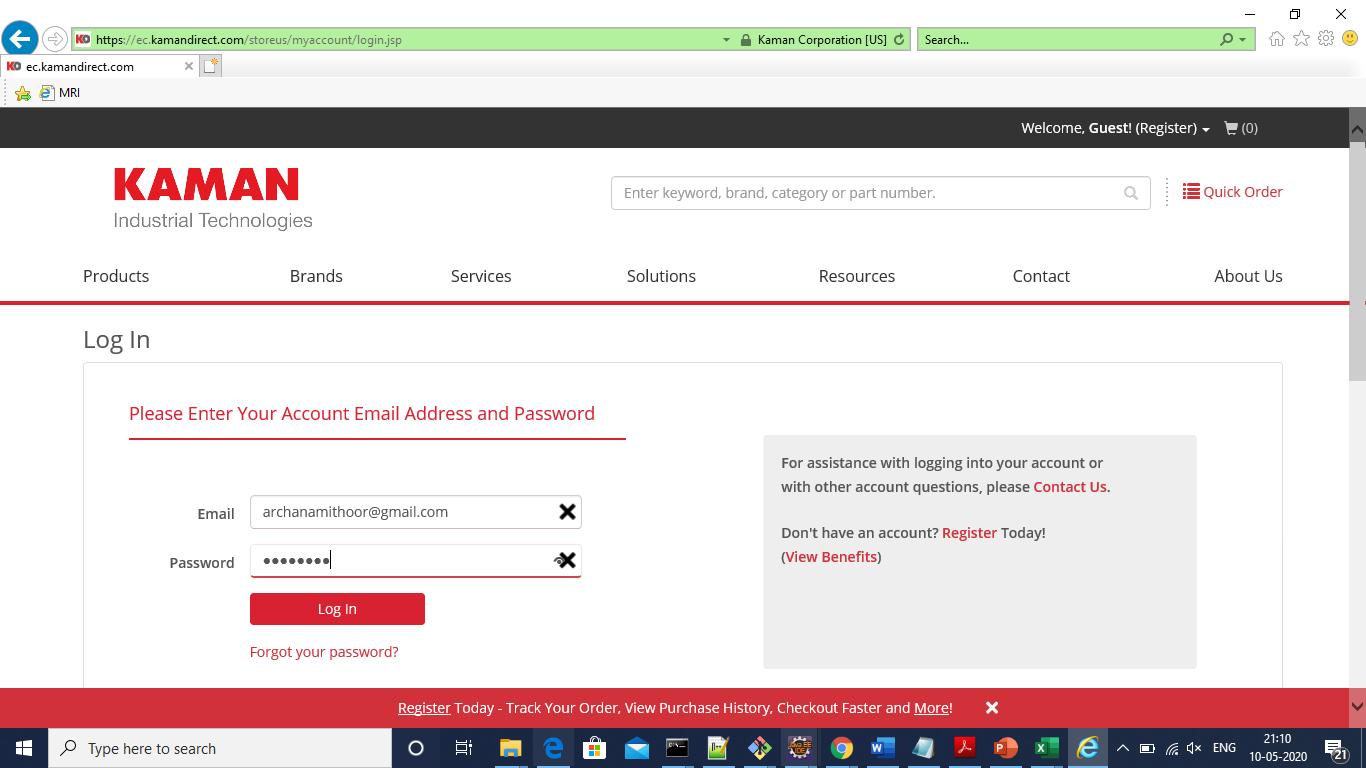 https://ec.kamandirect.com/storeus/myaccount/login.jsp
Kaman Corporation [US]
Search...
ec.kamandirect.com
MRI
Welcome, Guest! (Register)
(0)
KAMAN
Industrial Technologies
Enter keyword, brand, category or part number.
Quick Order
Products
Brands
Services
Solutions
Resources
Contact
About Us
Log In
Please Enter Your Account Email Address and Password
Email
archanamithoor@gmail.com
Password
Log In
Forgot your password?
For assistance with logging into your account or
with other account questions, please Contact Us.
Don't have an account? Register Today!
(View Benefits)
Register Today - Track Your Order, View Purchase History, Checkout Faster and More!
Type here to search
ENG
21:10
10-05-2020
21